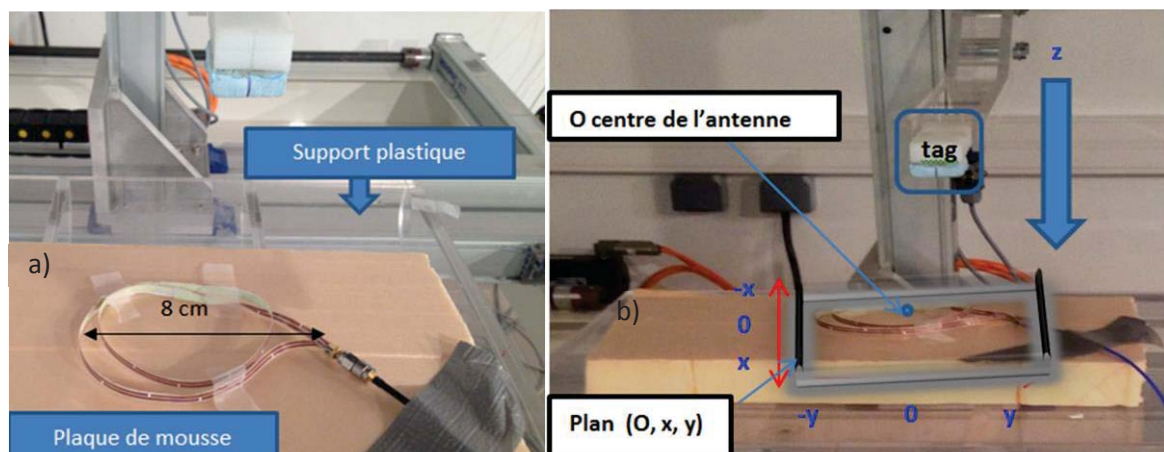 Support plastique
a)
8 cm
Plaque de mousse
z
O centre de l'antenne
tag
-x
b)
0
x
-y 0 y
Plan (O, x, y)